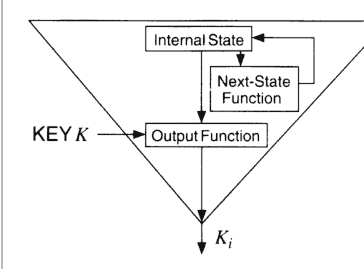 Internal State
Next-State
Function
KEY K
Output Function
K_i